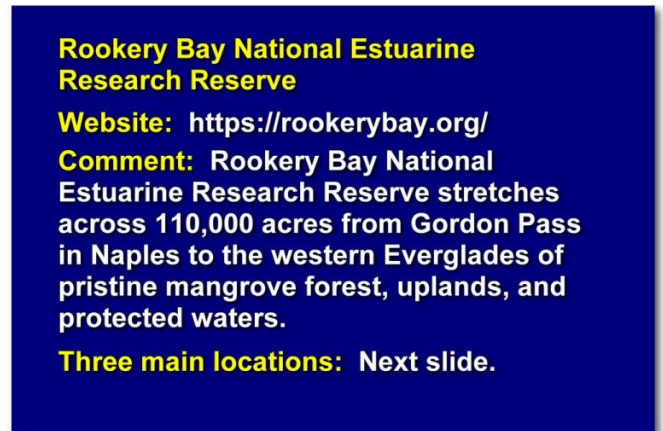 Rookery Bay National Estuarine
Research Reserve
Website: https://rookerybay.org/
Comment: Rookery Bay National
Estuarine Research Reserve stretches
across 110,000 acres from Gordon Pass
in Naples to the western Everglades of
pristine mangrove forest, uplands, and
protected waters.
Three main locations: Next slide.